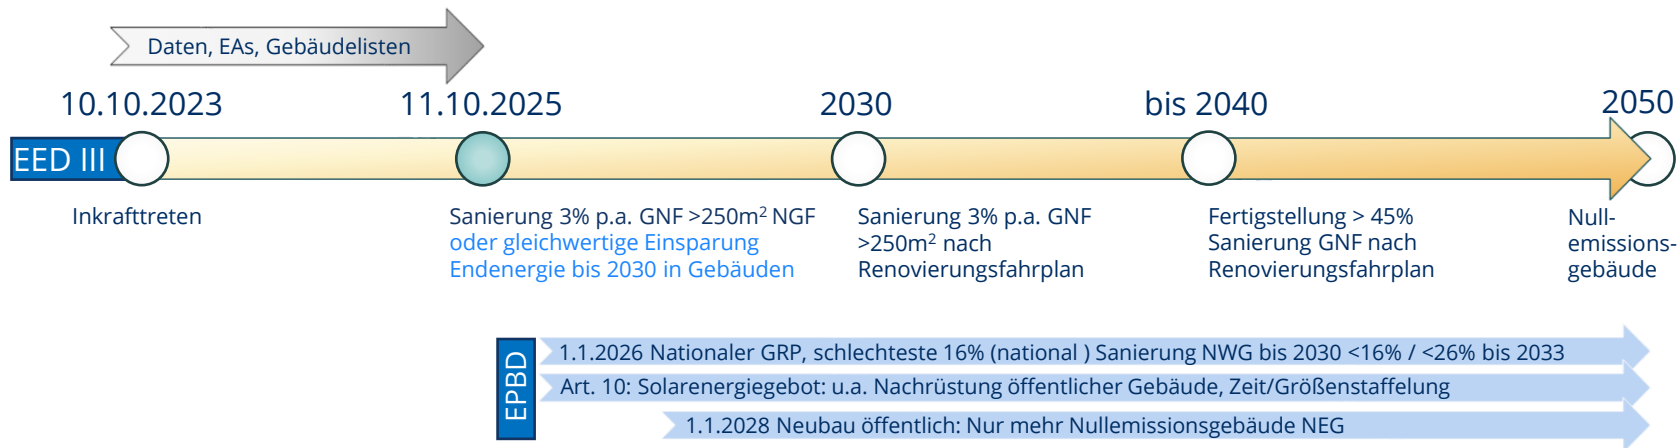 Daten, EAs, Gebäudelisten
10.10.2023
11.10.2025
2030
bis 2040
2050
EED III
Inkrafttreten
Sanierung 3% p.a. GNF >250m² NGF
oder gleichwertige Einsparung
Endenergie bis 2030 in Gebäuden
Sanierung 3% p.a. GNF
>250m² nach
Renovierungsfahrplan
Fertigstellung > 45%
Sanierung GNF nach
Renovierungsfahrplan
Null-
emissions-
gebäude
EPBD
1.1.2026 Nationaler GRP, schlechteste 16% (national ) Sanierung NWG bis 2030 <16% / <26% bis 2033
Art. 10: Solarenergiegebot: u.a. Nachrüstung öffentlicher Gebäude, Zeit/Größenstaffelung
1.1.2028 Neubau öffentlich: Nur mehr Nullemissionsgebäude NEG